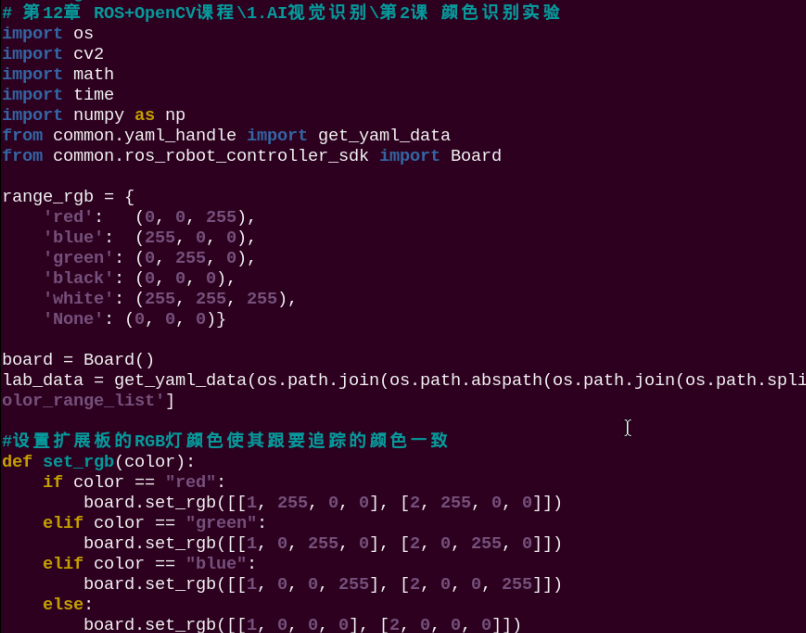 # 第12章 ROS+OpenCV课程\1.AI视觉识别\第2课 颜色识别实验
import os
import cv2
import math
import time
import numpy as np
from common.yaml_handle import get_yaml_data
from common.ros_robot_controller_sdk import Board
range_rgb = {
    'red':   (0, 0, 255),
    'blue':  (255, 0, 0),
    'green': (0, 255, 0),
    'black': (0, 0, 0),
    'white': (255, 255, 255),
    'None': (0, 0, 0)}
board = Board()
lab_data = get_yaml_data(os.path.join(os.path.abspath(os.path.join(os.path.spli
olor_range_list']
#设置扩展板的RGB灯颜色使其跟要追踪的颜色一致
def set_rgb(color):
    if color == "red":
        board.set_rgb([[1, 255, 0, 0], [2, 255, 0, 0]])
    elif color == "green":
        board.set_rgb([[1, 0, 255, 0], [2, 0, 255, 0]])
    elif color == "blue":
        board.set_rgb([[1, 0, 0, 255], [2, 0, 0, 255]])
    else:
        board.set_rgb([[1, 0, 0, 0], [2, 0, 0, 0]])